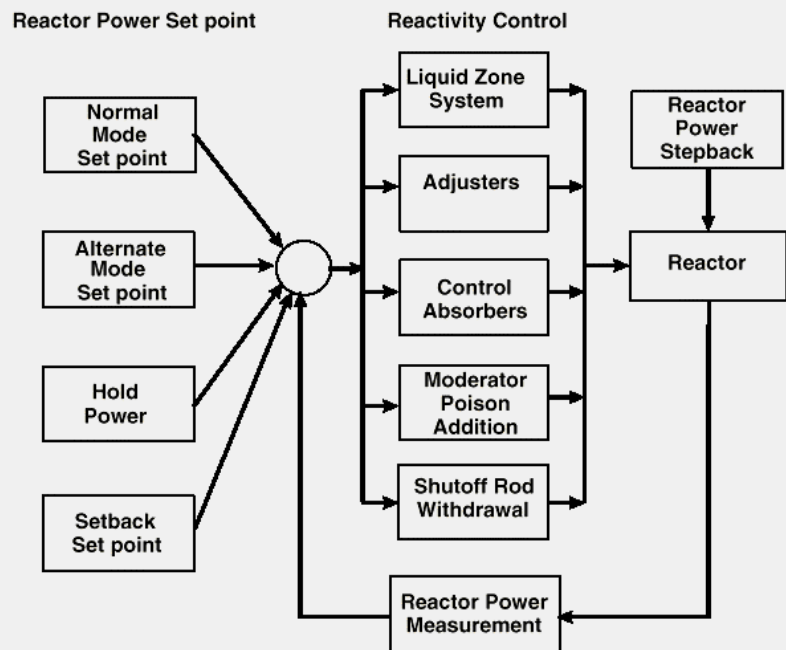 Reactor Power Set point
Reactivity Control
Normal
Mode
Set point
Alternate
Mode
Set point
Hold
Power
Setback
Set point
Liquid Zone
System
Adjusters
Control
Absorbers
Moderator
Poison
Addition
Shutoff Rod
Withdrawal
Reactor
Power
Stepback
Reactor
Reactor Power
Measurement